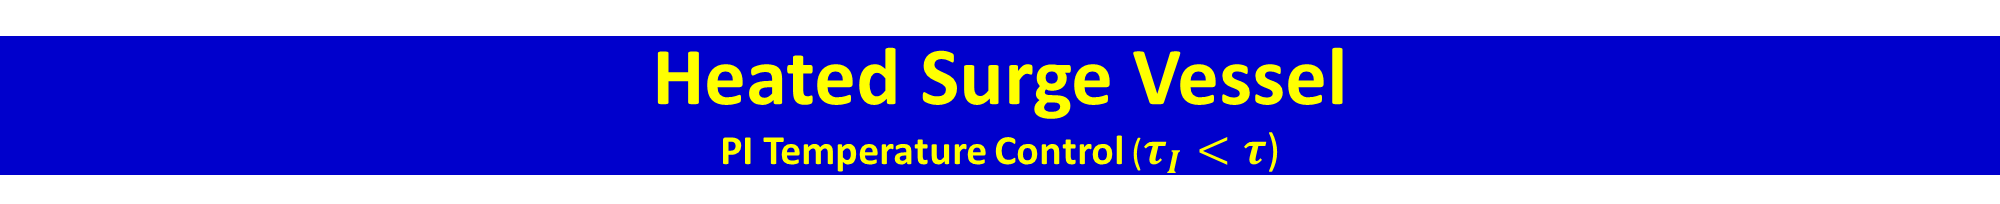 Heated Surge Vessel
PI Temperature Control (τ_I < τ)